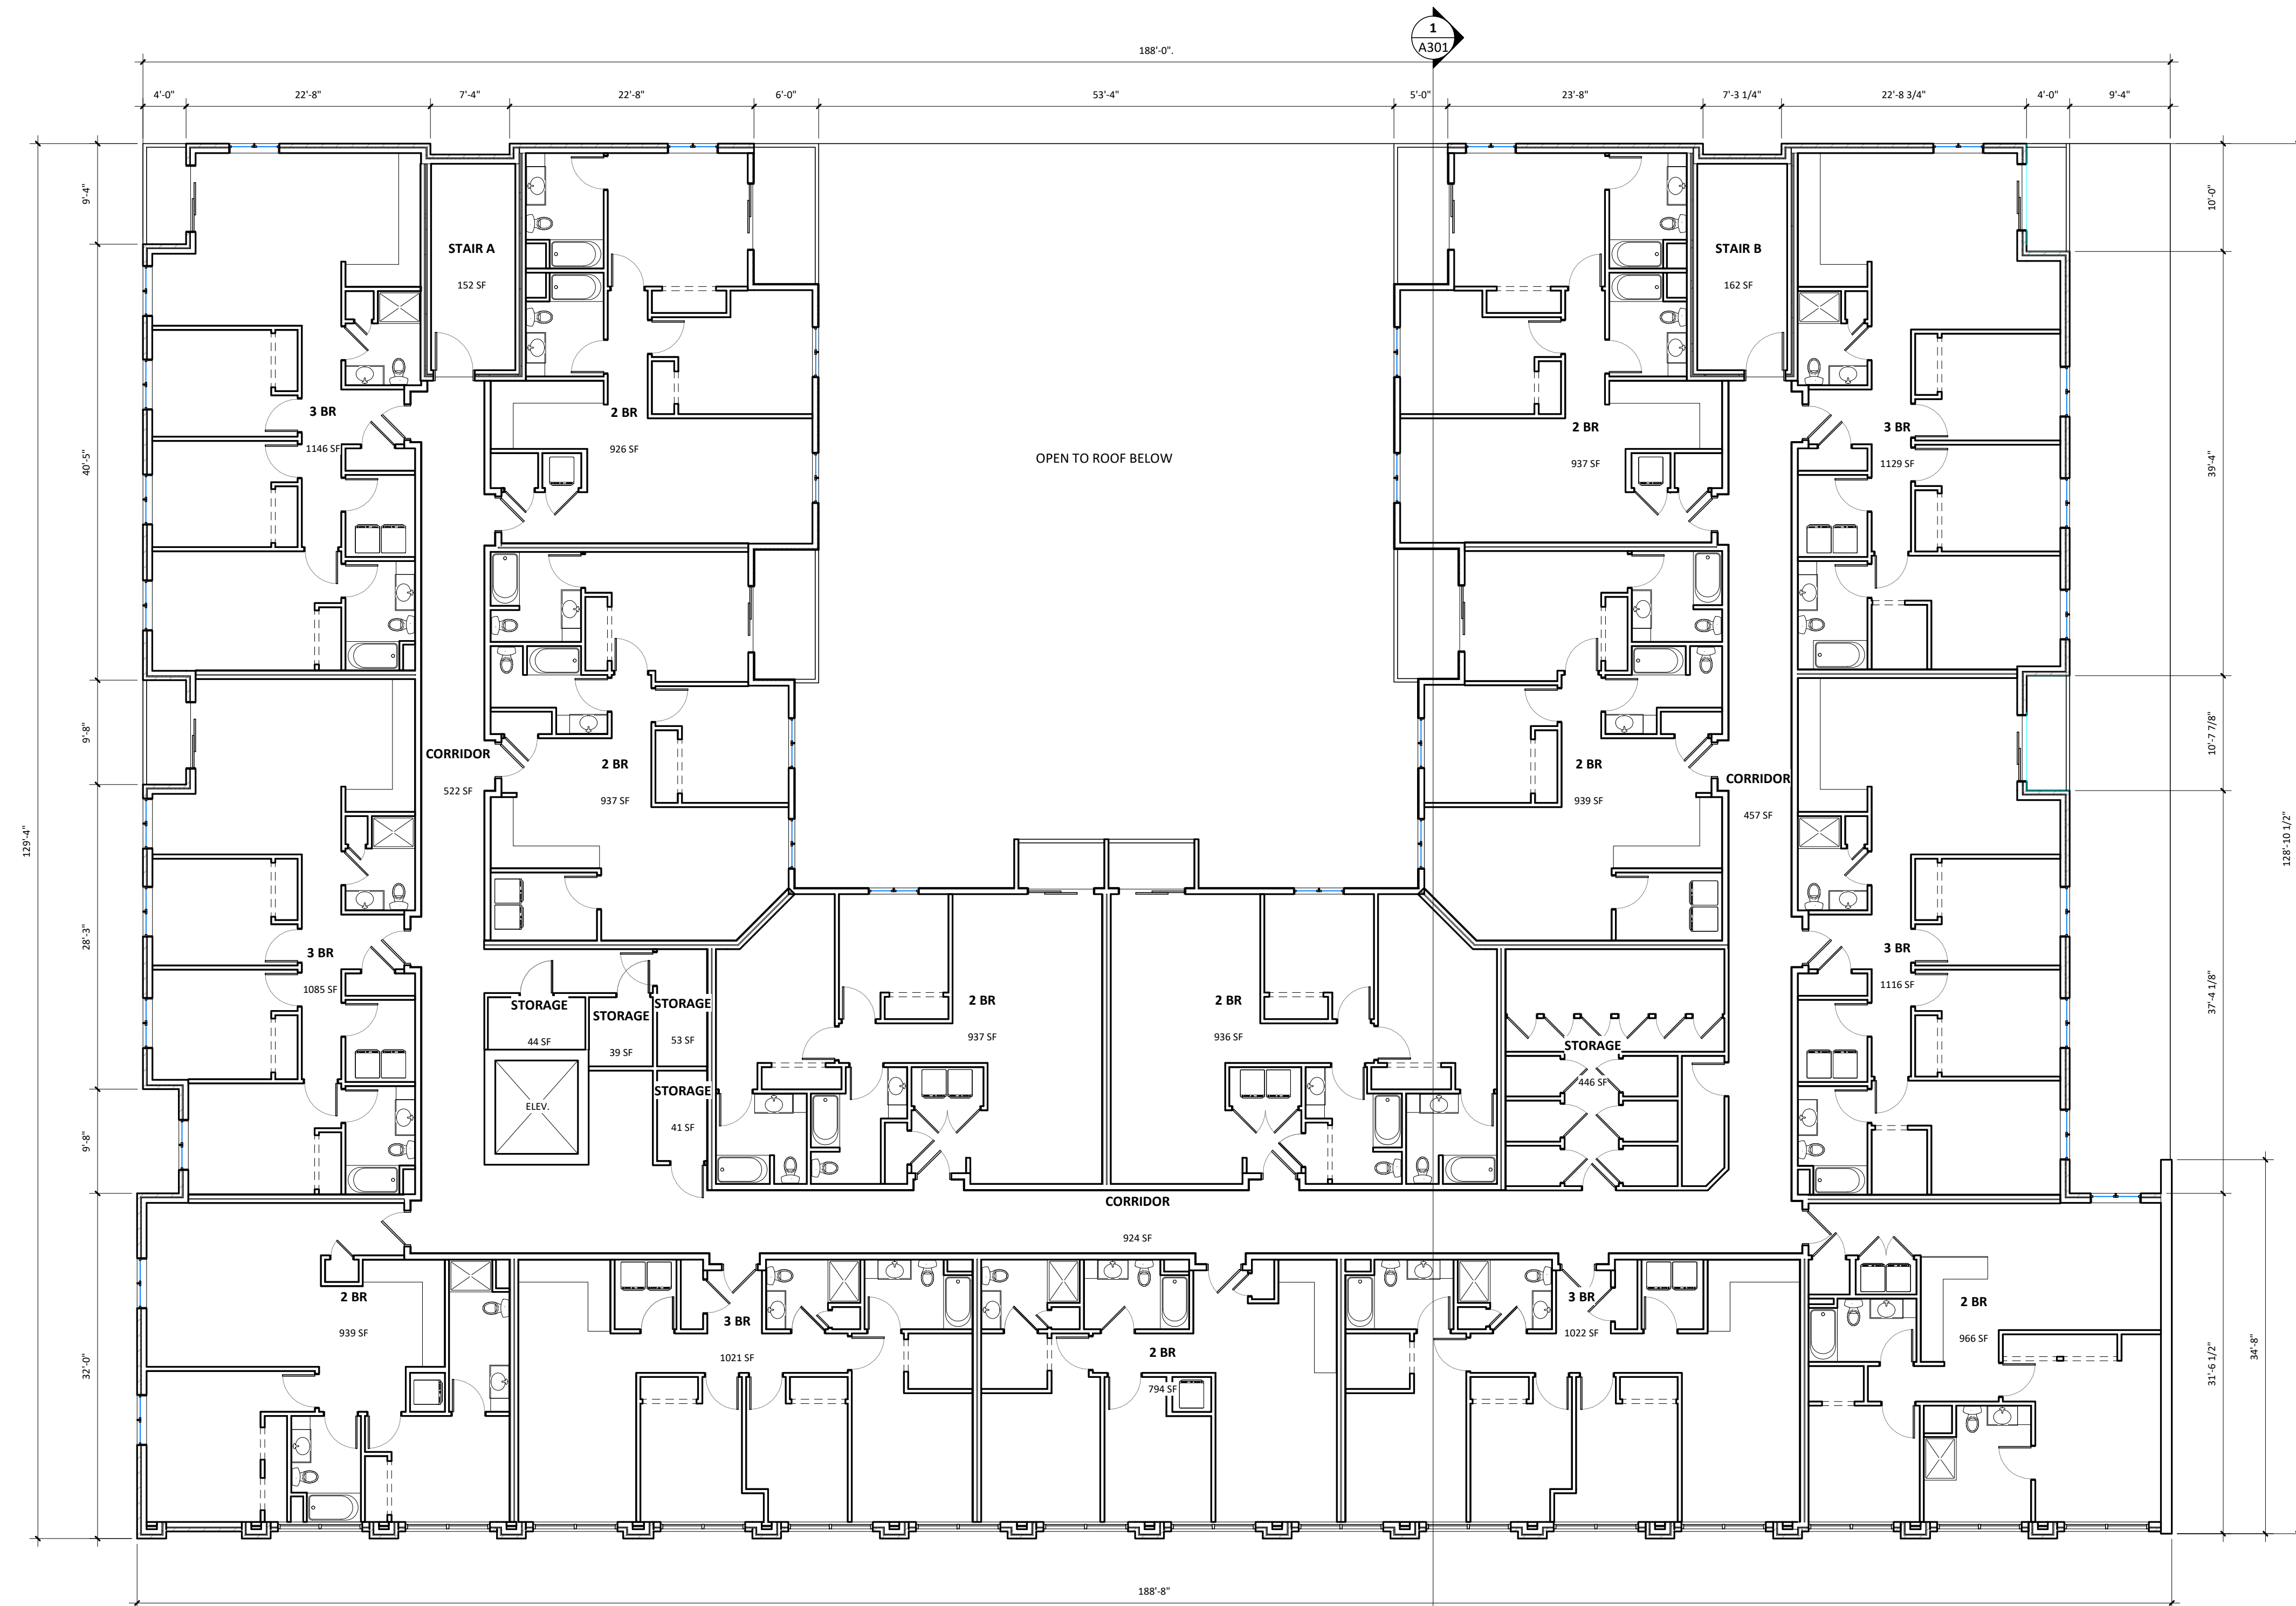 1
A301
188'-0".
4'-0"
22'-8"
7'-4"
22'-8"
6'-0"
53'-4"
5'-0"
23'-8"
7'-3 1/4"
22'-8 3/4"
4'-0"
9'-4"
9'-4"
10'-0"
STAIR A
152 SF
STAIR B
162 SF
3 BR
1146 SF
2 BR
926 SF
OPEN TO ROOF BELOW
2 BR
937 SF
3 BR
1129 SF
40'-5"
39'-4"
9'-8"
10'-7 7/8"
CORRIDOR
522 SF
2 BR
937 SF
2 BR
939 SF
CORRIDOR
457 SF
129'-4"
128'-10 1/2"
28'-3"
37'-4 1/8"
3 BR
1085 SF
STORAGE
44 SF
STORAGE
39 SF
STORAGE
53 SF
2 BR
937 SF
2 BR
936 SF
STORAGE
446 SF
3 BR
1116 SF
ELEV.
STORAGE
41 SF
9'-8"
CORRIDOR
924 SF
2 BR
939 SF
3 BR
1021 SF
2 BR
794 SF
3 BR
1022 SF
2 BR
966 SF
32'-0"
31'-6 1/2"
34'-8"
188'-8"